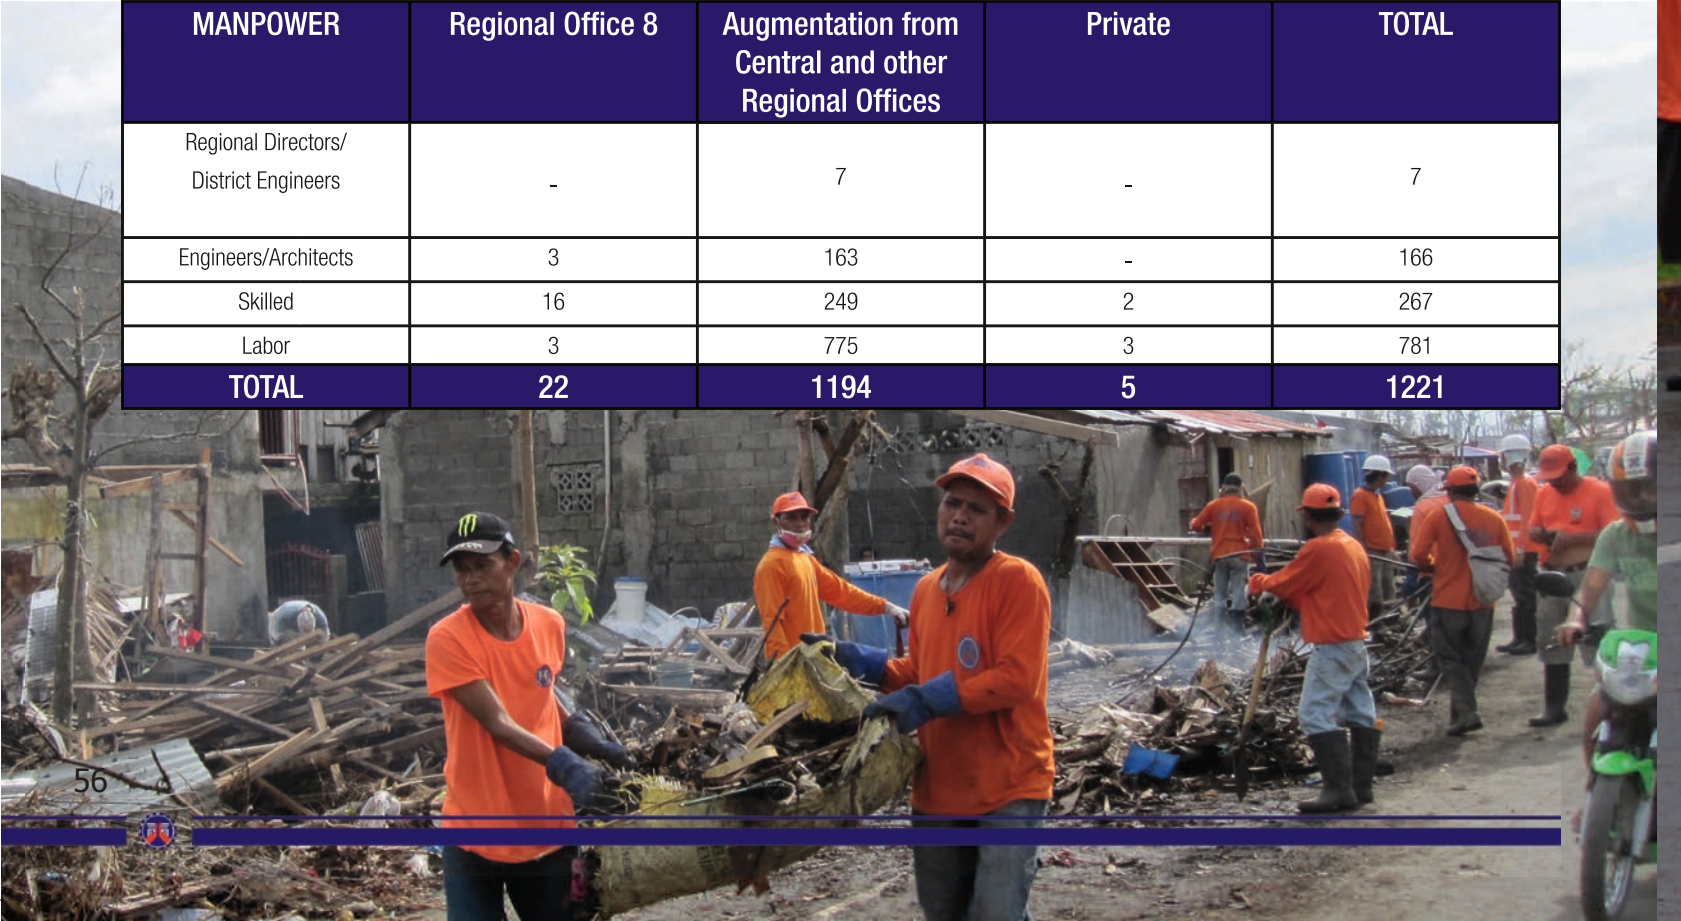 MANPOWER
Regional Office 8
Augmentation from
Central and other
Regional Offices
Private
TOTAL
Regional Directors/
District Engineers
-
7
-
7
Engineers/Architects
3
163
-
166
Skilled
16
249
2
267
Labor
3
775
3
781
TOTAL
22
1194
5
1221
56